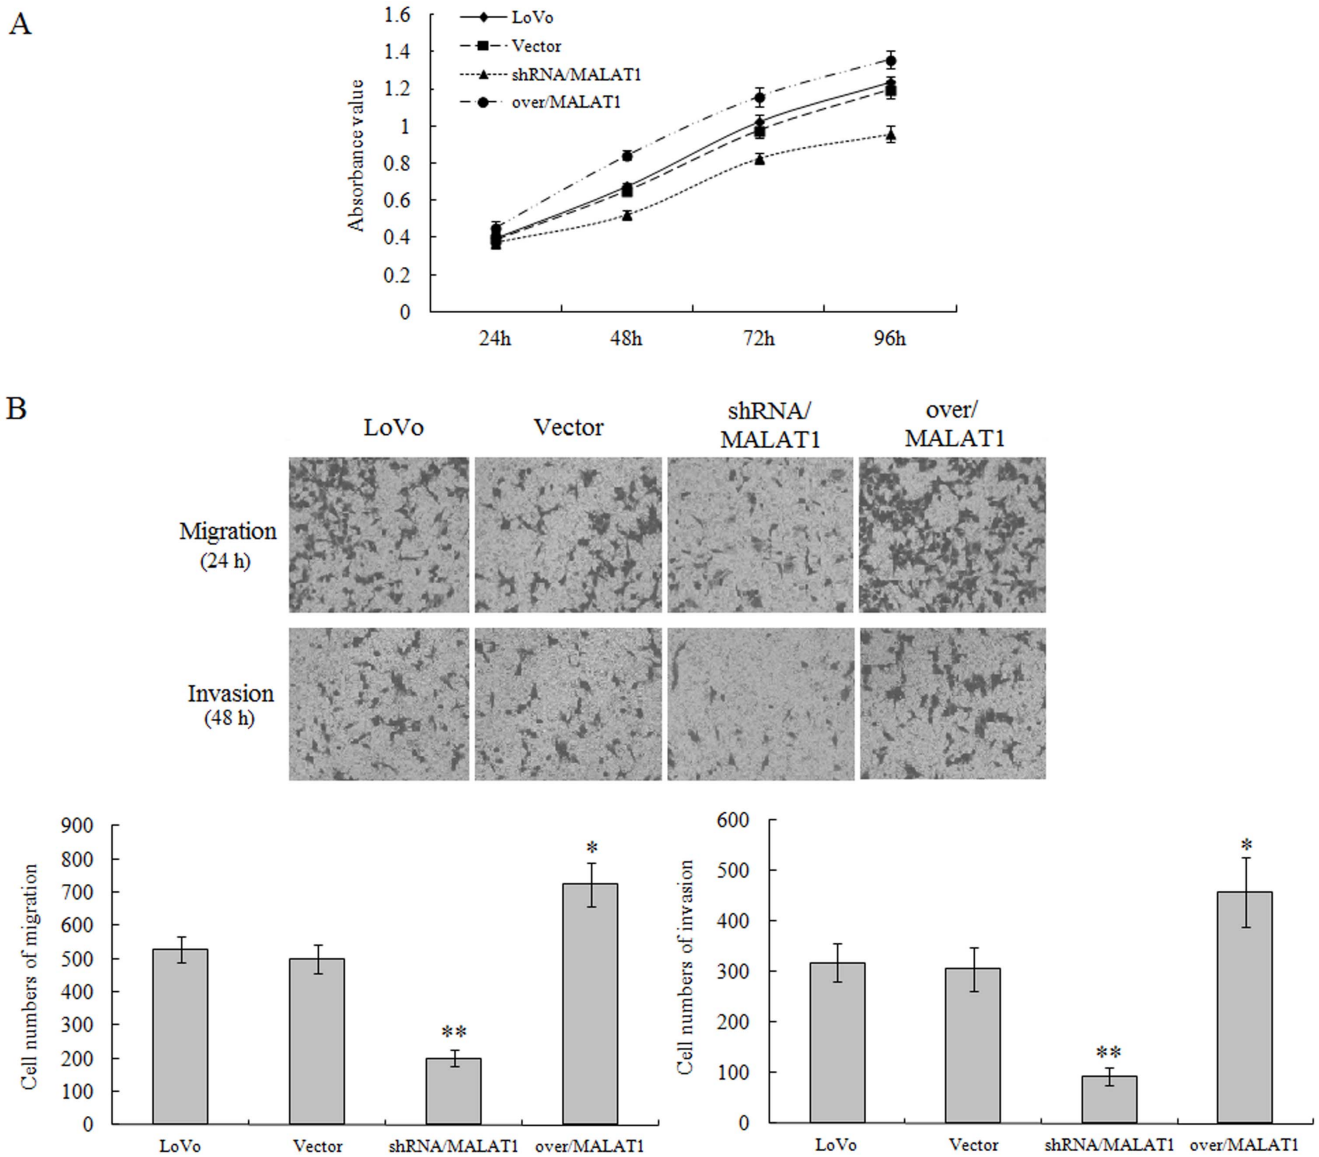 A
1.6
1.4
1.2
1
0.8
0.6
0.4
0.2
0
Absorbance value
LoVo
Vector
shRNA/MALAT1
over/MALAT1
24h
48h
72h
96h
B
LoVo
Vector
shRNA/
MALAT1
over/
MALAT1
Migration
(24 h)
Invasion
(48 h)
900
800
700
600
500
400
300
200
100
0
Cell numbers of migration
**
*
LoVo
Vector
shRNA/MALAT1
over/MALAT1
600
500
400
300
200
100
0
Cell numbers of invasion
**
*
LoVo
Vector
shRNA/MALAT1
over/MALAT1